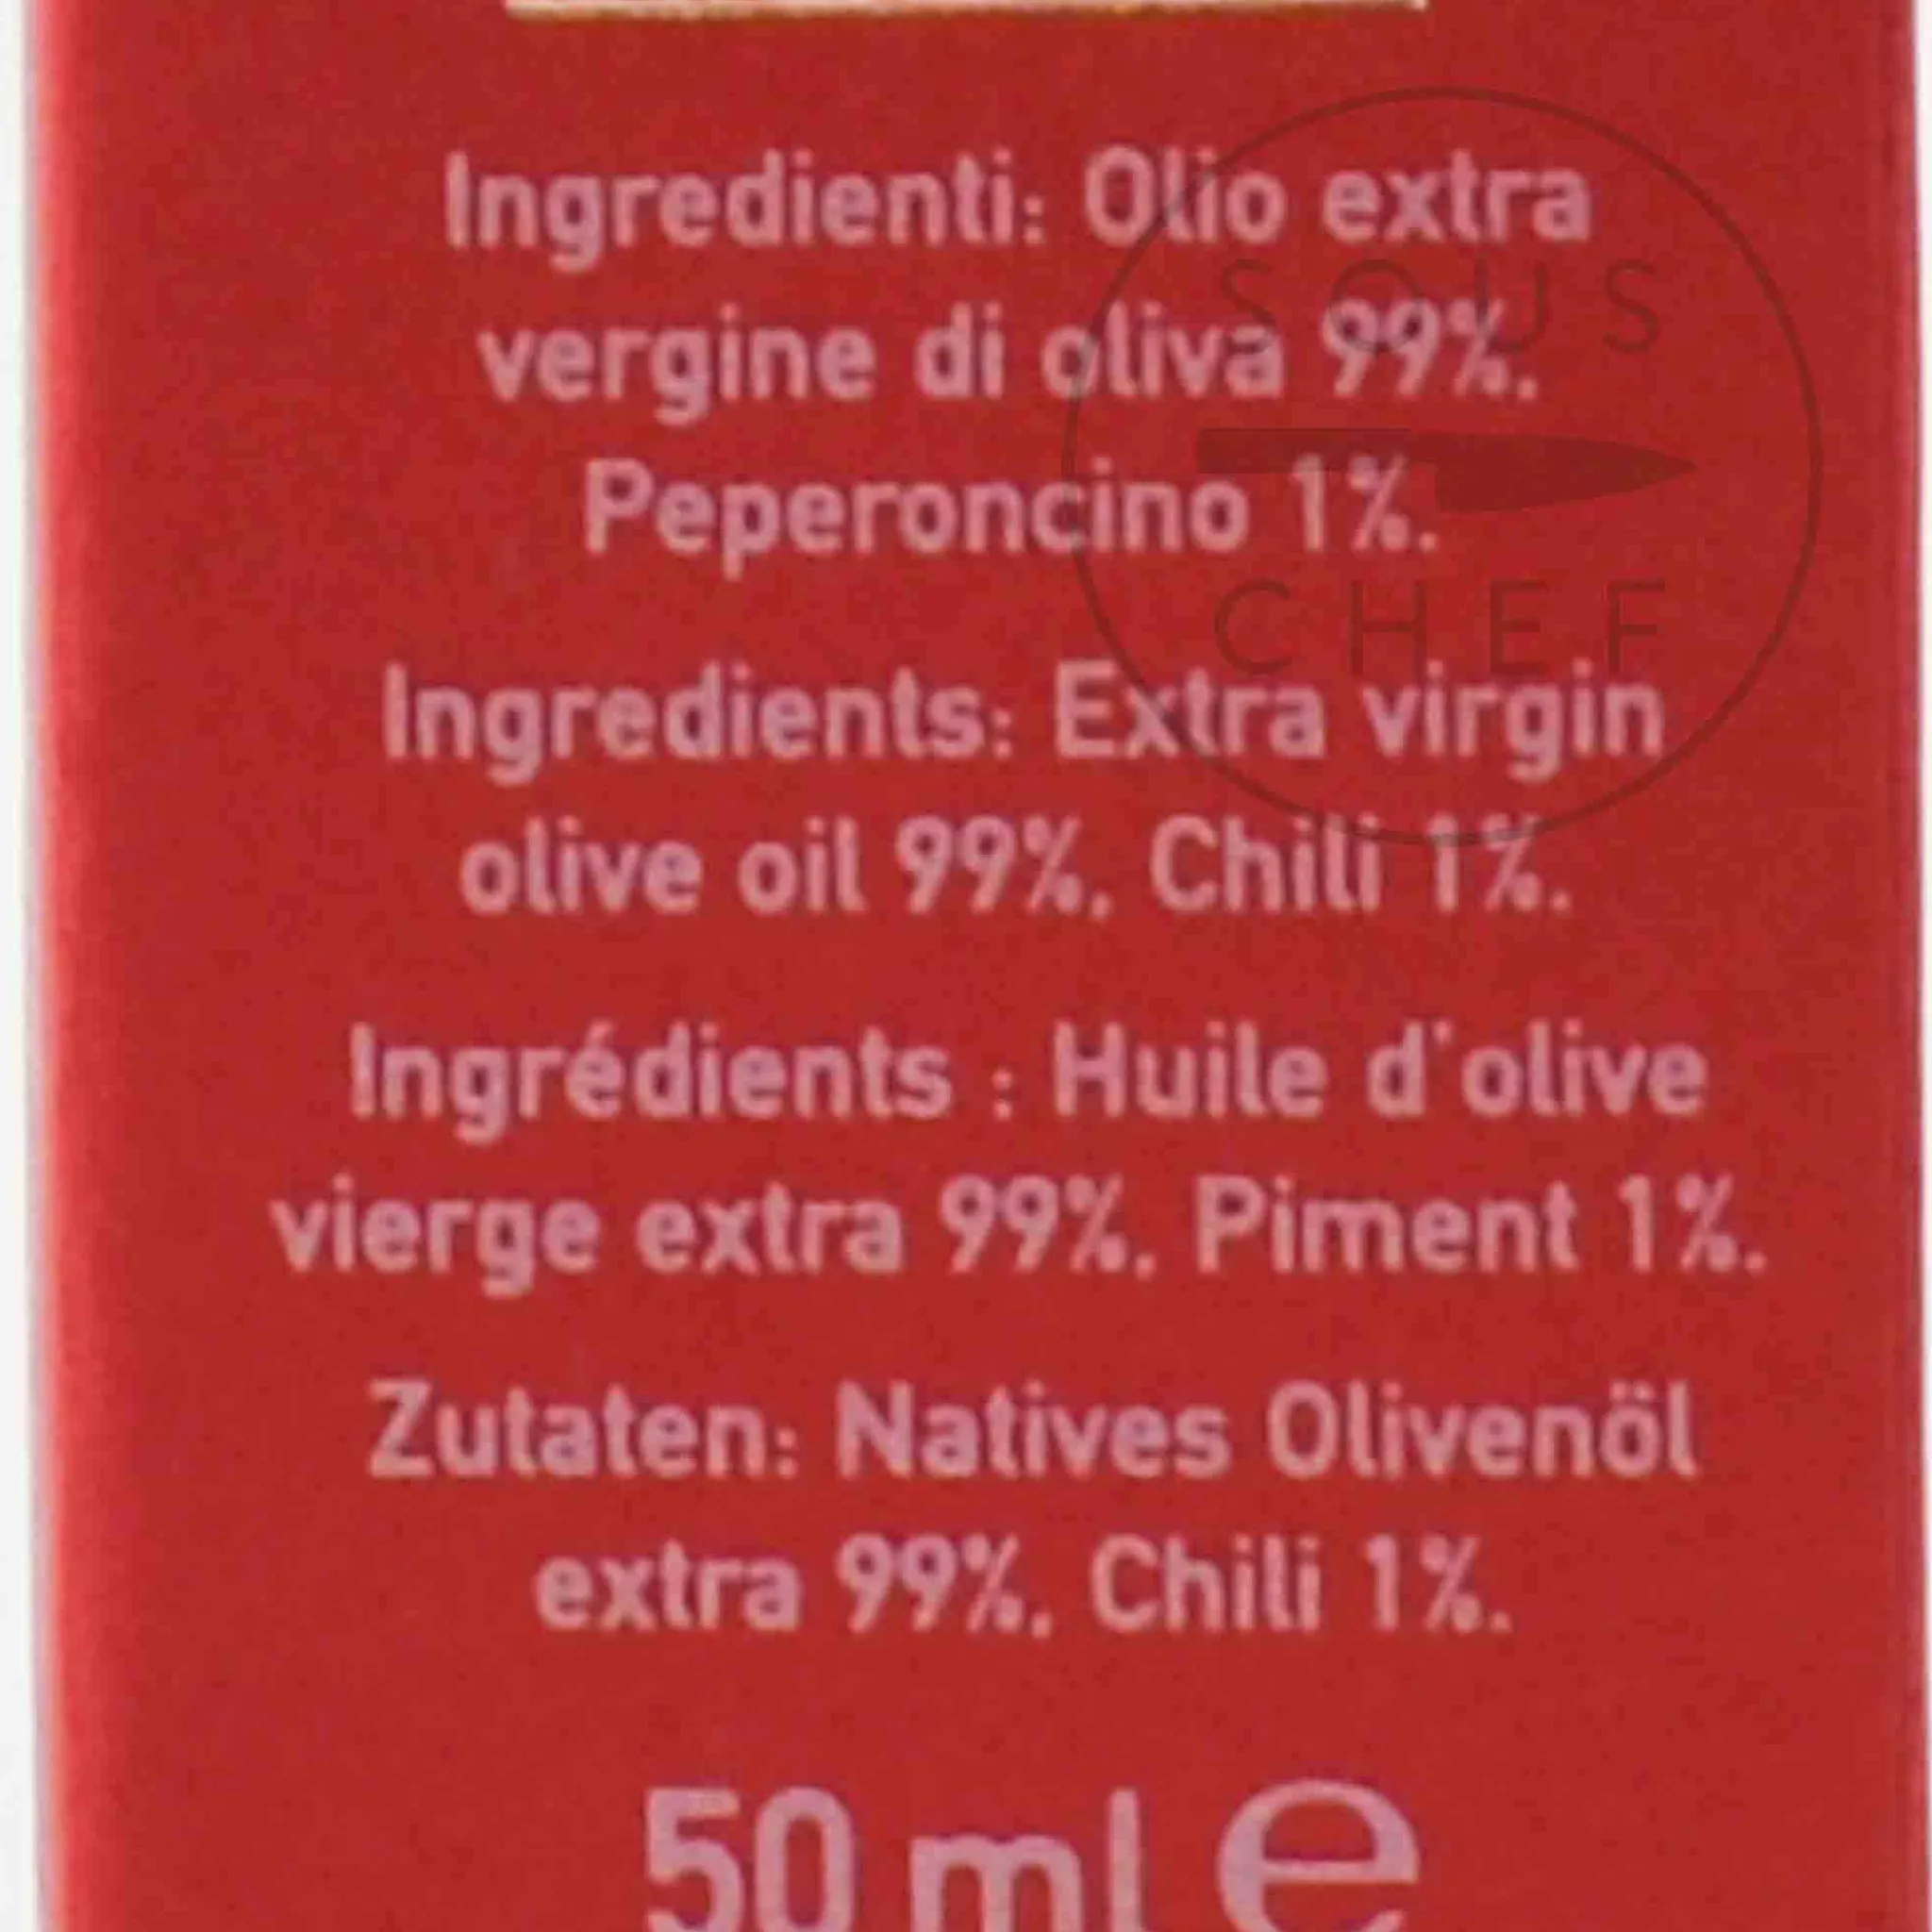 Ingredienti: Olio extra
vergine di oliva 99%,
Peperoncino 1%.
SOUS
CHEF
Ingredients: Extra virgin
olive oil 99%, Chili 1%.
Ingrédients : Huile d'olive
vierge extra 99%, Piment 1%.
Zutaten: Natives Olivenöl
extra 99%, Chili 1%.
50 ml e